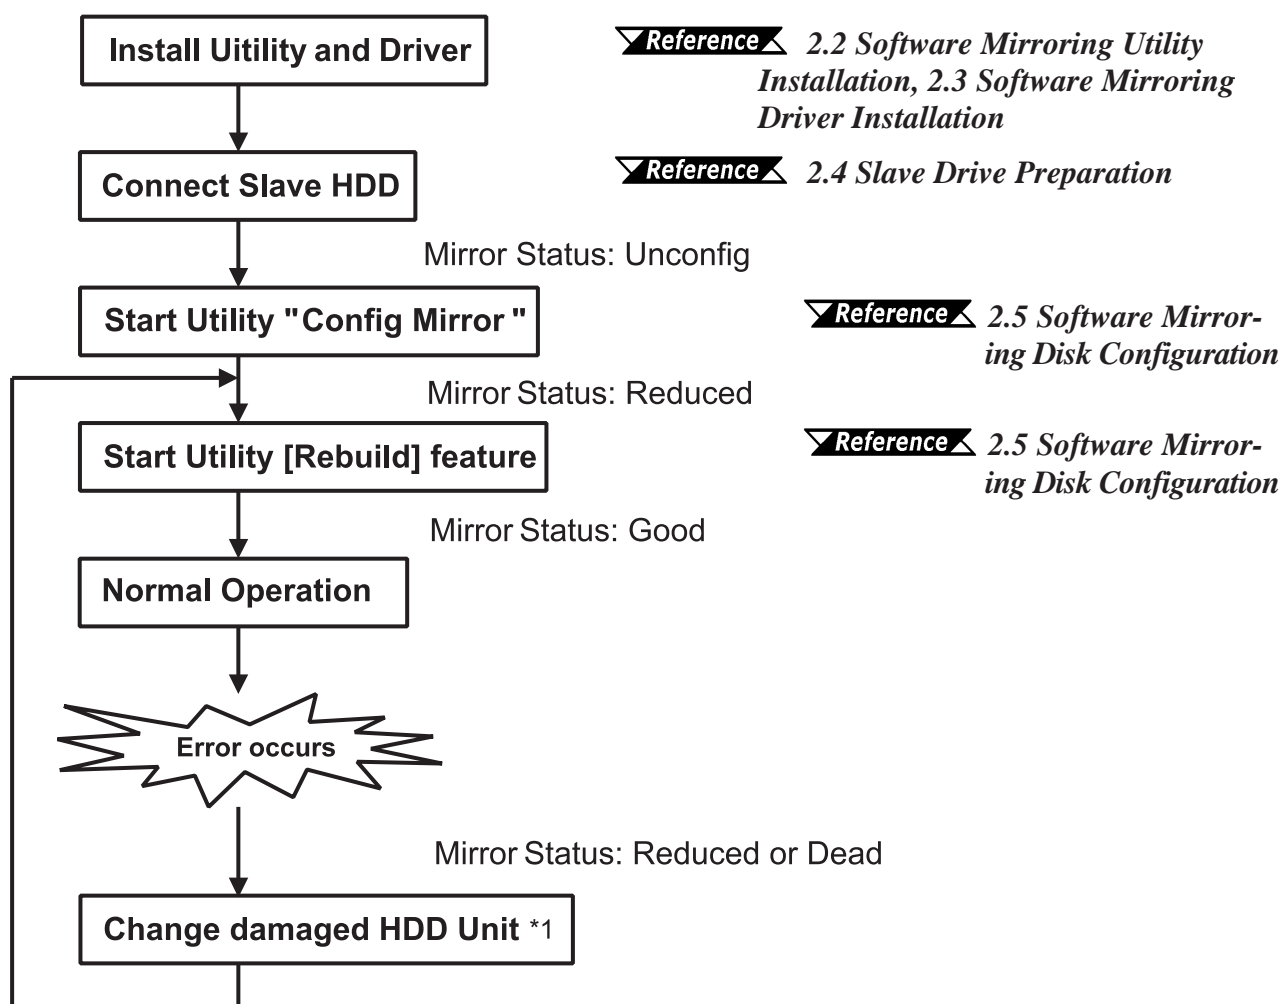 Install Uitility and Driver
Reference 2.2 Software Mirroring Utility
Installation, 2.3 Software Mirroring
Driver Installation
Connect Slave HDD
Reference 2.4 Slave Drive Preparation
Mirror Status: Unconfig
Start Utility "Config Mirror "
Reference 2.5 Software Mirror-
ing Disk Configuration
Mirror Status: Reduced
Start Utility [Rebuild] feature
Reference 2.5 Software Mirror-
ing Disk Configuration
Mirror Status: Good
Normal Operation
Error occurs
Mirror Status: Reduced or Dead
Change damaged HDD Unit *1